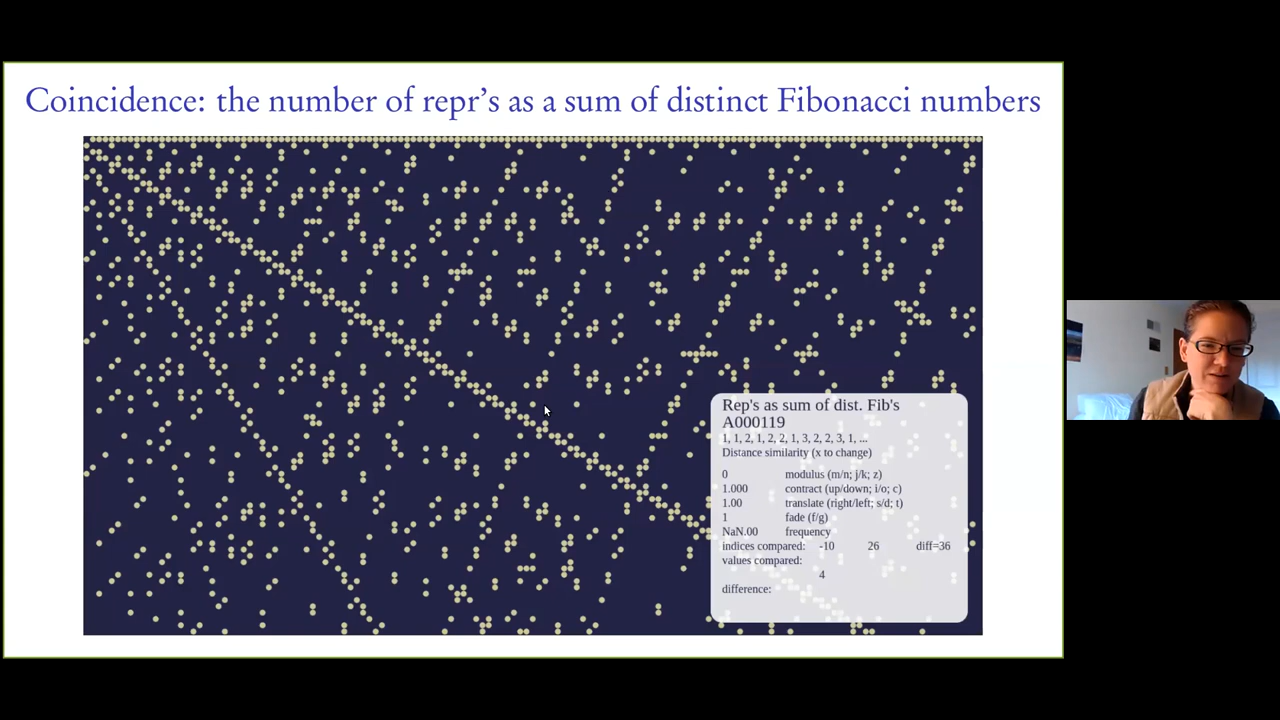 Coincidence: the number of repr's as a sum of distinct Fibonacci numbers
Rep's as sum of dist. Fib's
A000119
1, 1, 2, 1, 2, 2, 1, 3, 2, 2, 3, 1, ...
Distance similarity (x to change)
0 modulus (m/n; j/k; z)
1.000 contract (up/down; i/o; c)
1.00 translate (right/left; s/d; t)
1 fade (f/g)
NaN.00 frequency
indices compared: -10 26 diff=36
values compared:
4
difference: